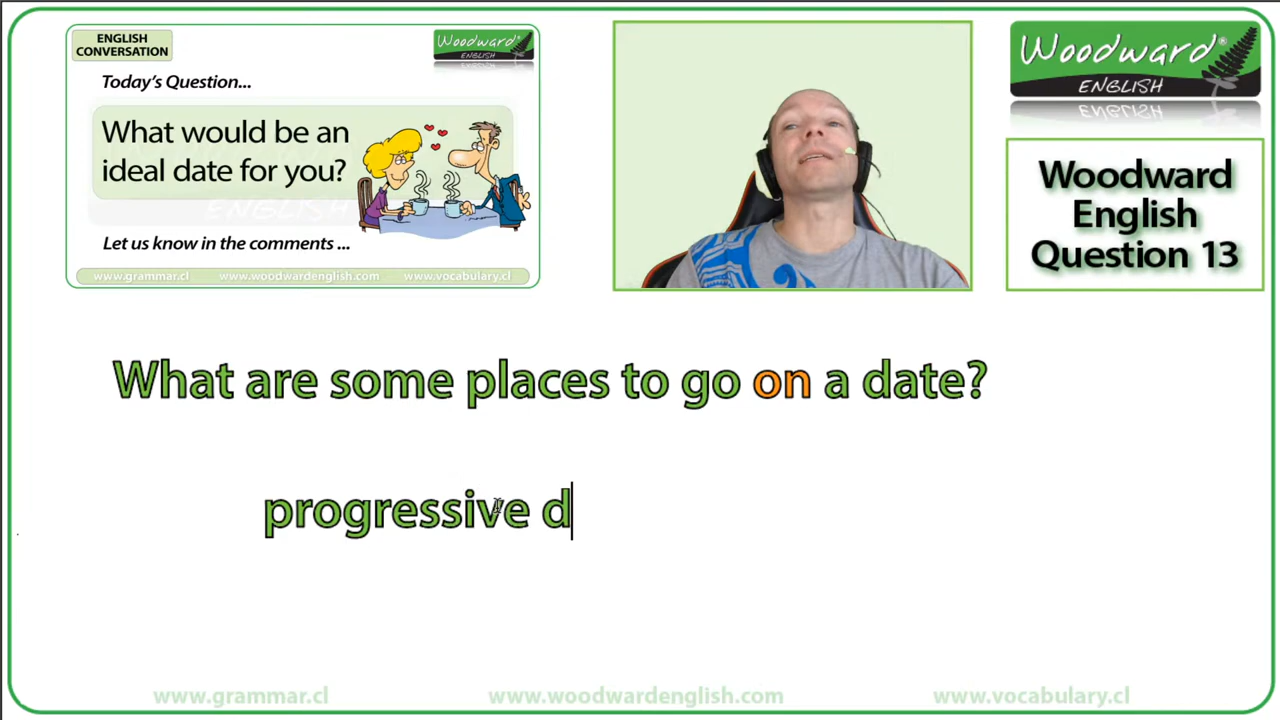 ENGLISH
CONVERSATION
Woodward
ENGLISH
Today's Question...
What would be an
ideal date for you?
ENGLISH
Let us know in the comments ...
www.grammar.cl www.woodwardenglish.com www.vocabulary.cl
Woodward®
ENGLISH
Woodward
English
Question 13
What are some places to go on a date?
progressive d
www.grammar.cl www.woodwardenglish.com www.vocabulary.cl